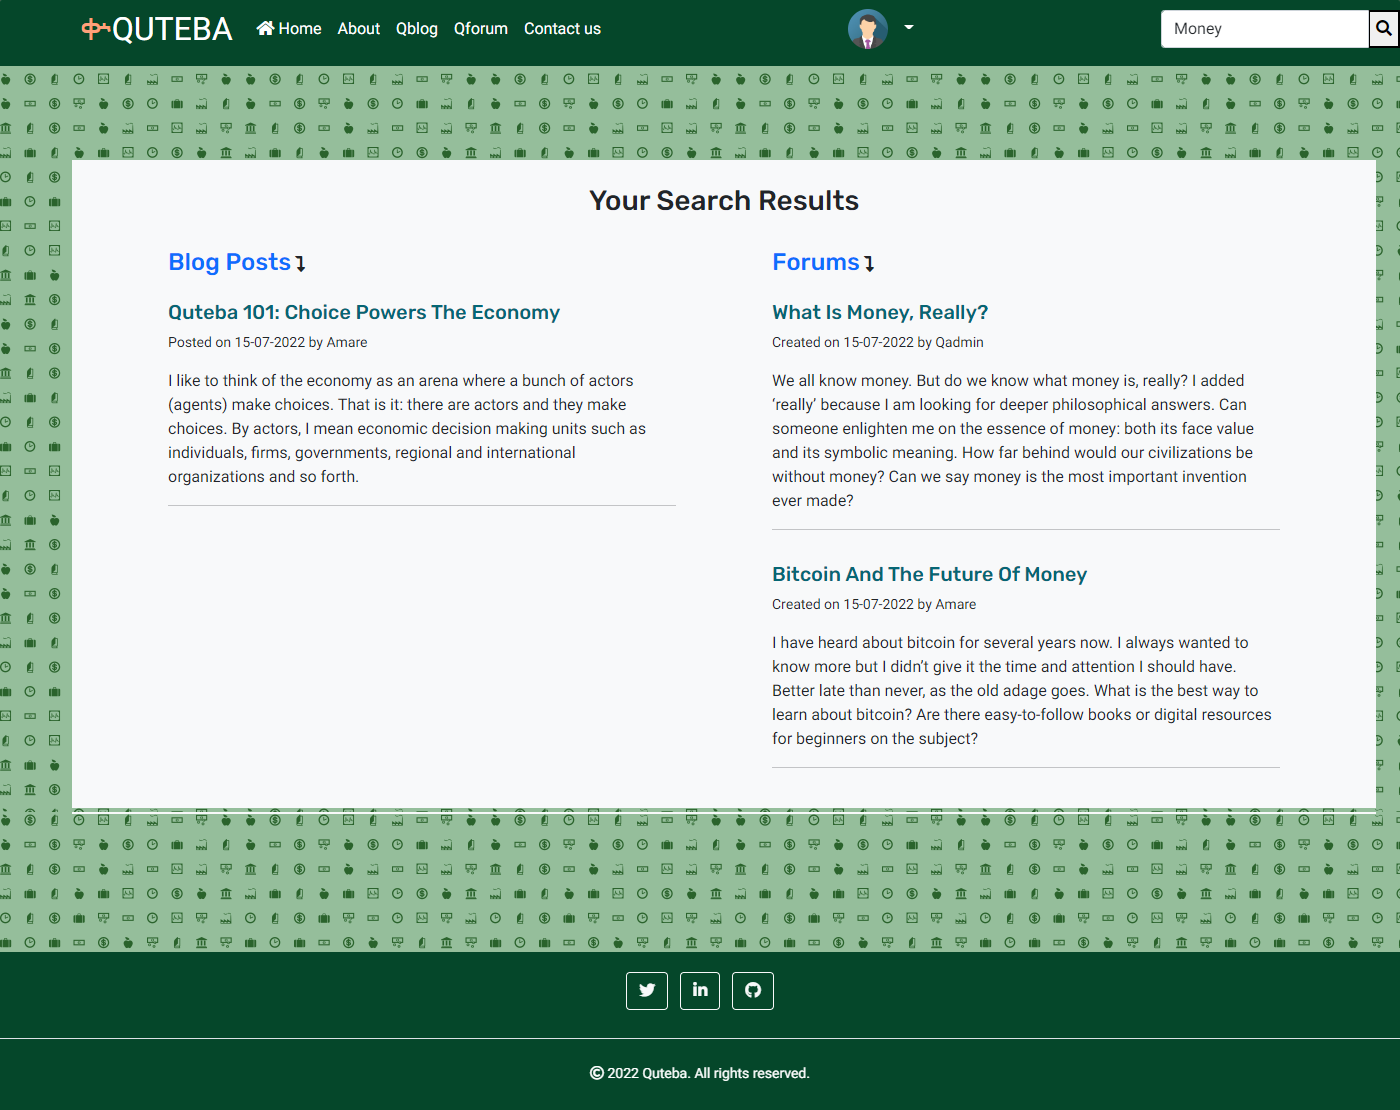 ቍQUTEBA
Home About Qblog Qforum Contact us
Money
Your Search Results
Blog Posts
Quteba 101: Choice Powers The Economy
Posted on 15-07-2022 by Amare
I like to think of the economy as an arena where a bunch of actors
(agents) make choices. That is it: there are actors and they make
choices. By actors, I mean economic decision making units such as
individuals, firms, governments, regional and international
organizations and so forth.
Forums
What Is Money, Really?
Created on 15-07-2022 by Qadmin
We all know money. But do we know what money is, really? I added
‘really’ because I am looking for deeper philosophical answers. Can
someone enlighten me on the essence of money: both its face value
and its symbolic meaning. How far behind would our civilizations be
without money? Can we say money is the most important invention
ever made?
Bitcoin And The Future Of Money
Created on 15-07-2022 by Amare
I have heard about bitcoin for several years now. I always wanted to
know more but I didn’t give it the time and attention I should have.
Better late than never, as the old adage goes. What is the best way to
learn about bitcoin? Are there easy-to-follow books or digital resources
for beginners on the subject?
© 2022 Quteba. All rights reserved.